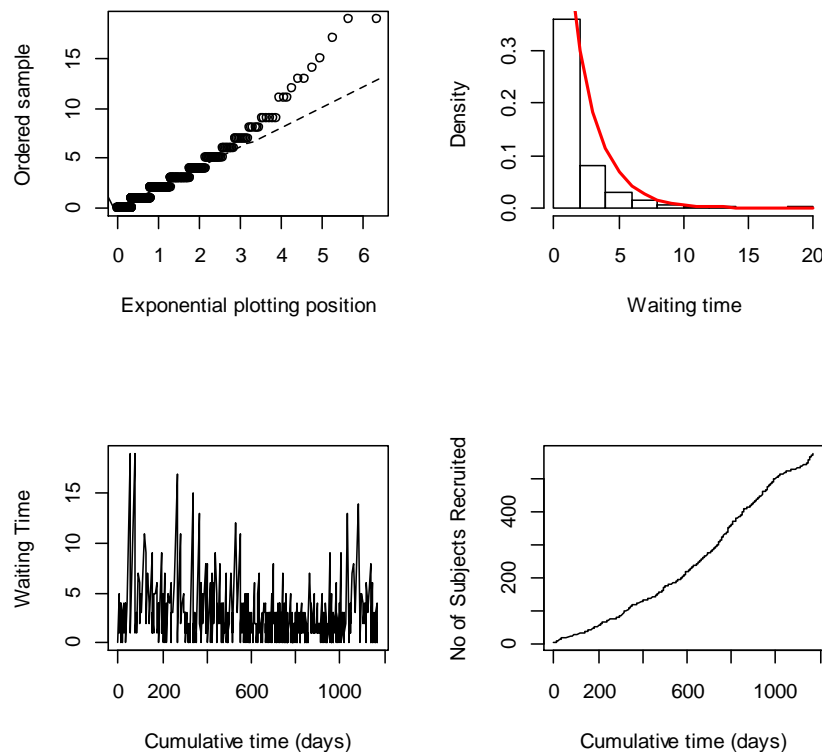 Ordered sample
0 5 10 15
0 1 2 3 4 5 6
Exponential plotting position
Density
0.0 0.1 0.2 0.3
0 5 10 15 20
Waiting time
Waiting Time
0 5 10 15
0 200 600 1000
Cumulative time (days)
No of Subjects Recruited
0 200 400
0 200 600 1000
Cumulative time (days)